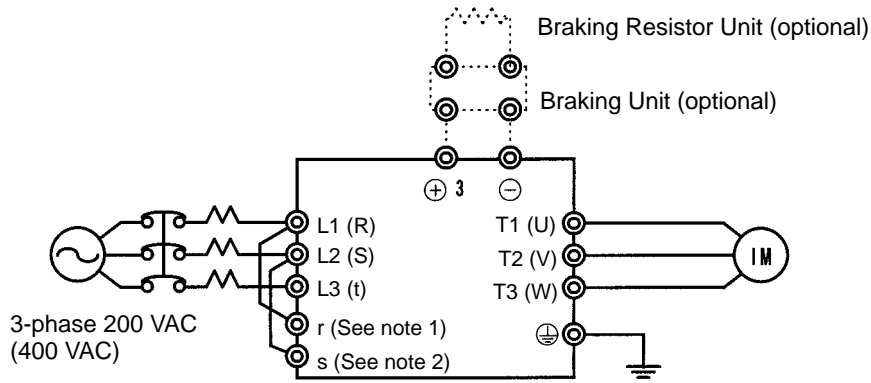 Braking Resistor Unit (optional)
Braking Unit (optional)
⊕ 3 ⊖
L1 (R)
T1 (U)
L2 (S)
T2 (V)
IM
L3 (t)
T3 (W)
3-phase 200 VAC
(400 VAC)
r (See note 1)
s (See note 2)